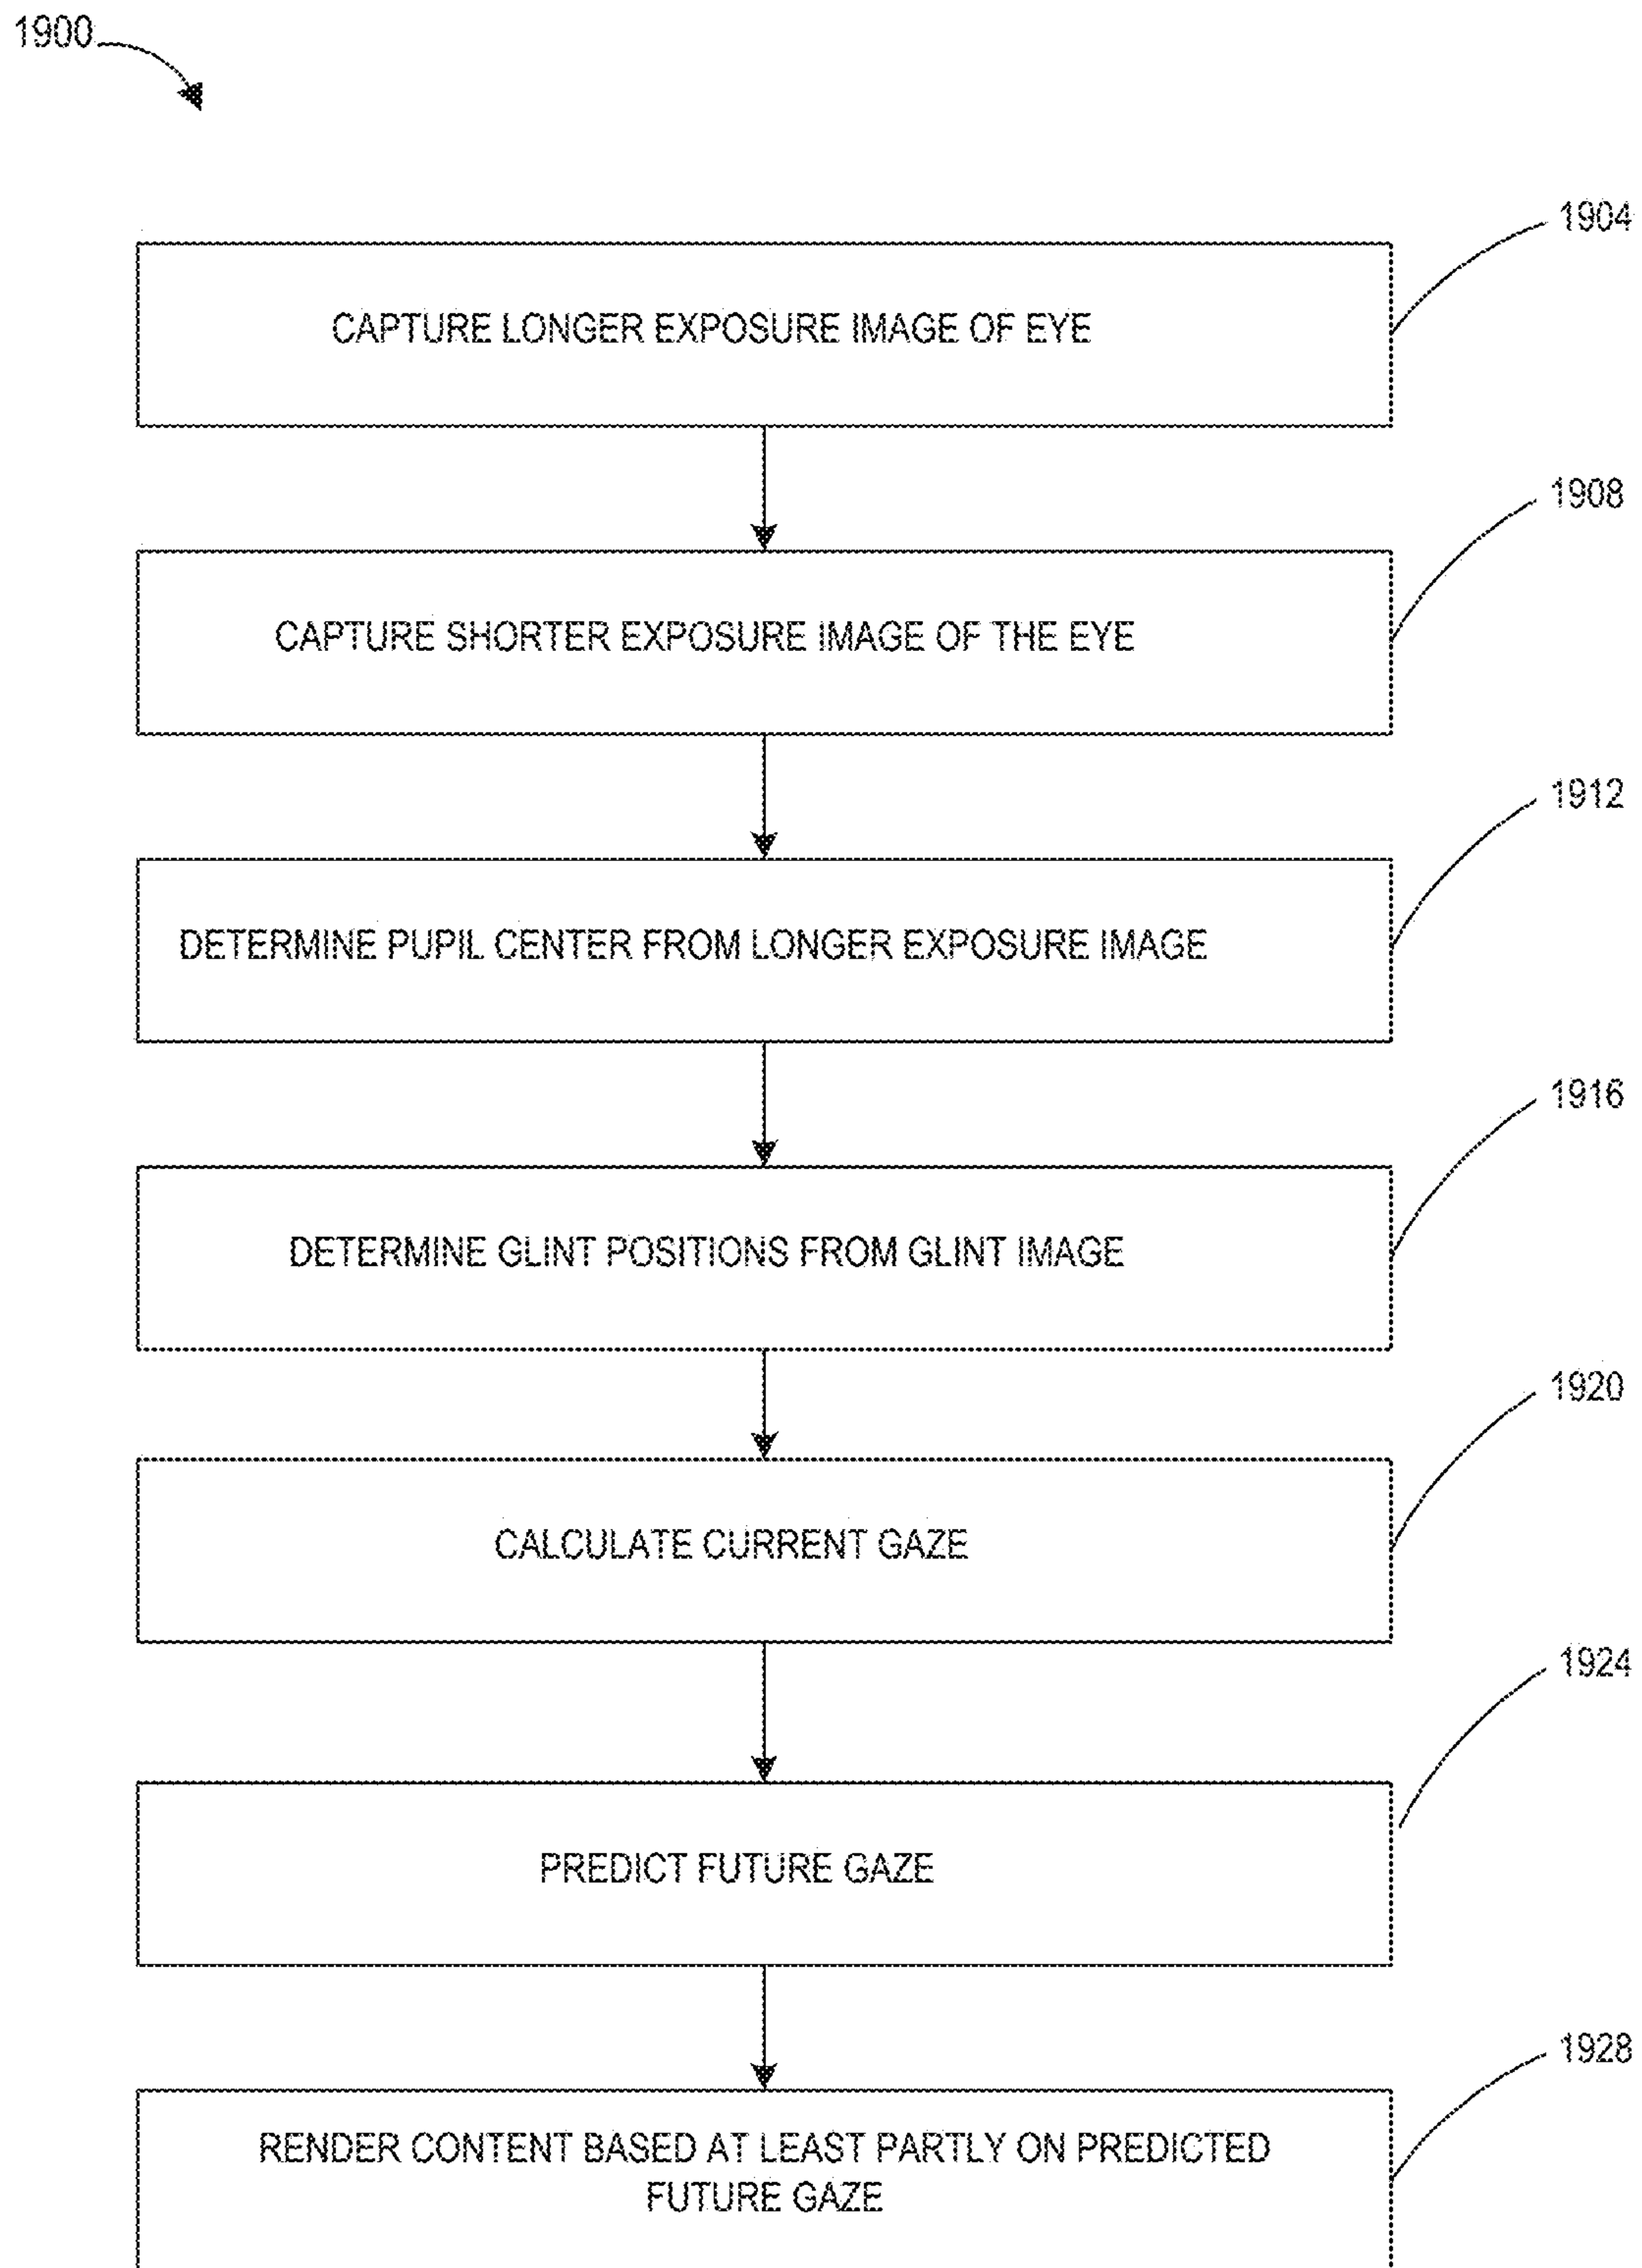 1900
1904
CAPTURE LONGER EXPOSURE IMAGE OF EYE
1908
CAPTURE SHORTER EXPOSURE IMAGE OF THE EYE
1912
DETERMINE PUPIL CENTER FROM LONGER EXPOSURE IMAGE
1916
DETERMINE GLINT POSITIONS FROM GLINT IMAGE
1920
CALCULATE CURRENT GAZE
1924
PREDICT FUTURE GAZE
1928
RENDER CONTENT BASED AT LEAST PARTLY ON PREDICTED
FUTURE GAZE